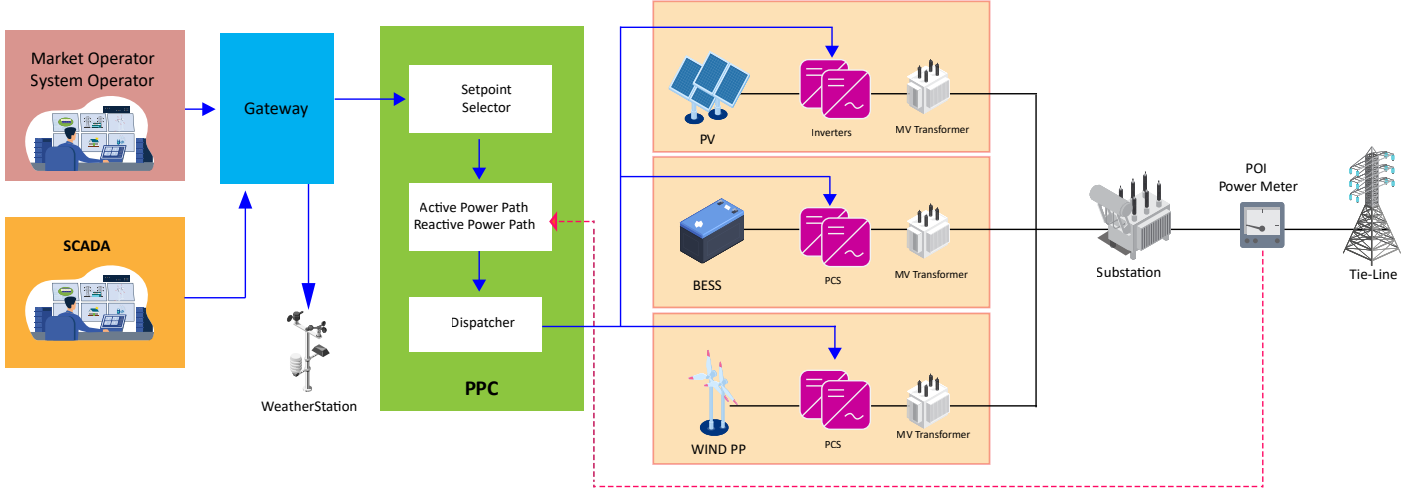 Market Operator
System Operator
SCADA
Gateway
WeatherStation
Setpoint
Selector
Active Power Path
Reactive Power Path
Dispatcher
PPC
PV
Inverters
MV Transformer
BESS
PCS
MV Transformer
WIND PP
PCS
MV Transformer
Substation
POI
Power Meter
Tie-Line